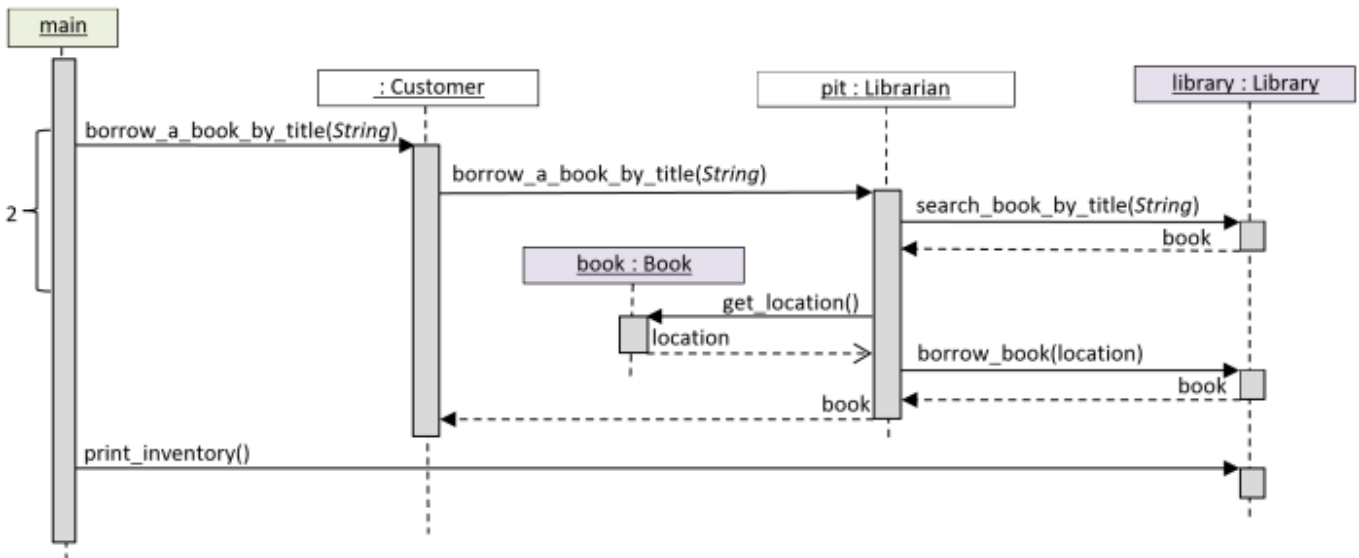 main
: Customer
pit : Librarian
library : Library
borrow_a_book_by_title(String)
borrow_a_book_by_title(String)
search_book_by_title(String)
2
book
book : Book
get_location()
location
borrow_book(location)
book
book
print_inventory()